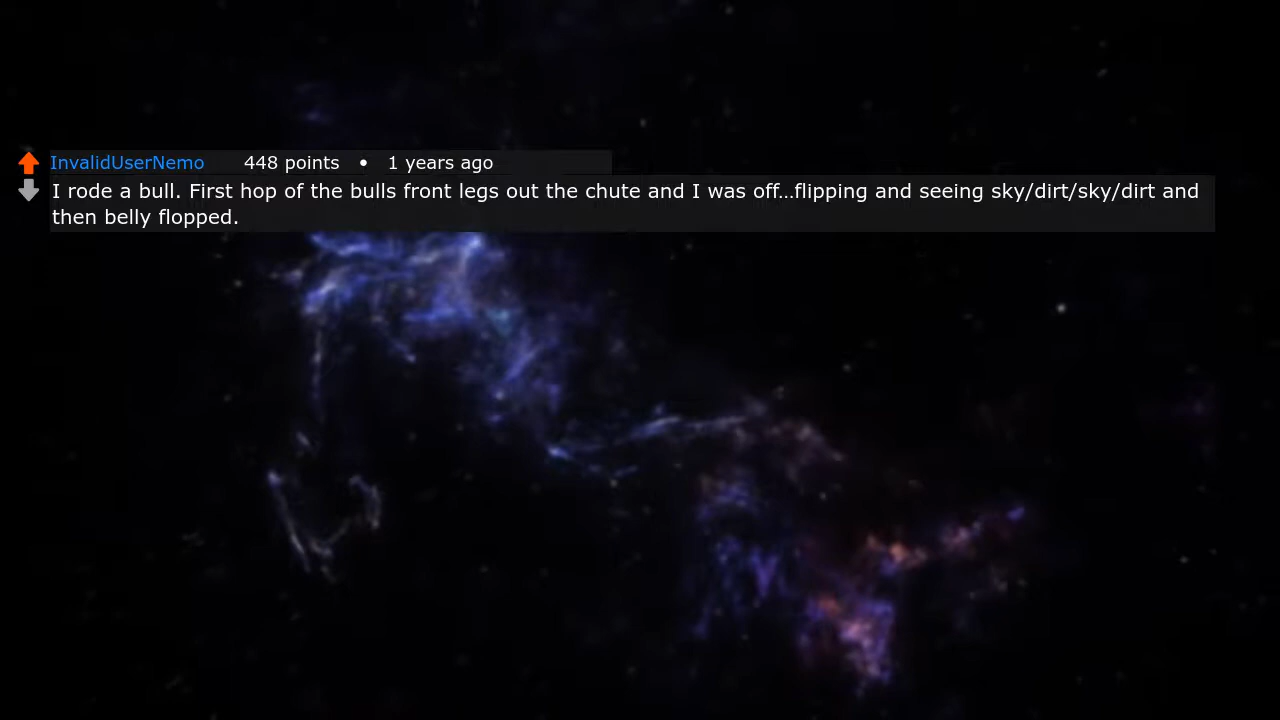 InvalidUserNemo 448 points • 1 years ago
I rode a bull. First hop of the bulls front legs out the chute and I was off...flipping and seeing sky/dirt/sky/dirt and
then belly flopped.